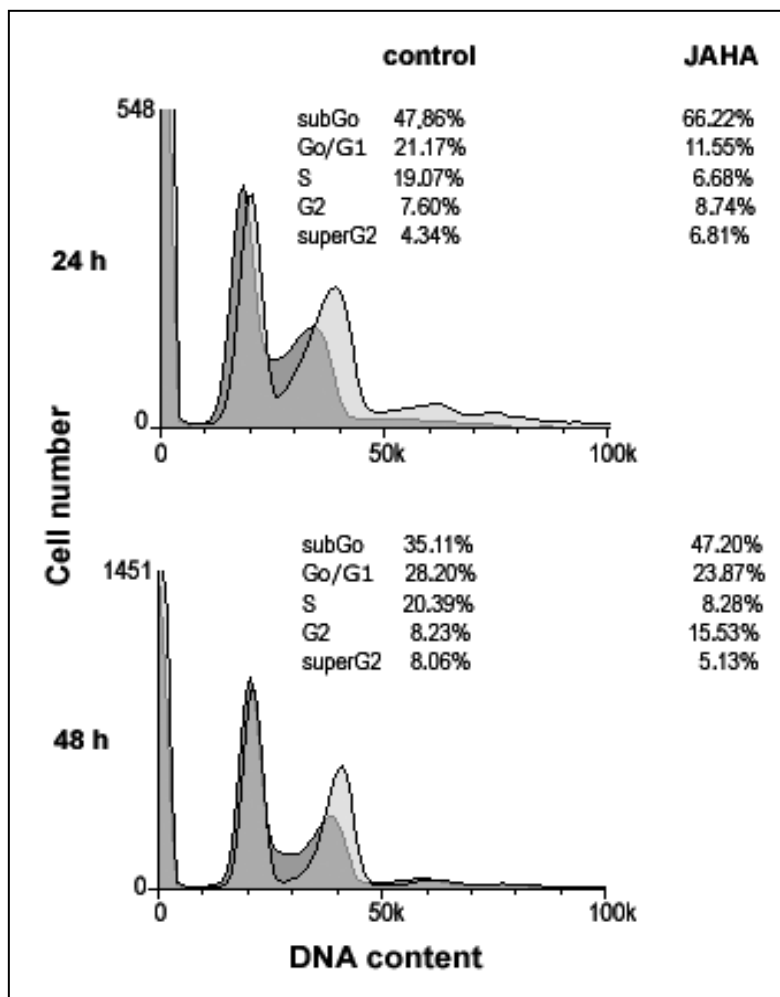 control JAHA
548
subGo 47.86% 66.22%
Go/G1 21.17% 11.55%
S 19.07% 6.68%
G2 7.60% 8.74%
superG2 4.34% 6.81%
24 h
0
0 50k 100k
Cell number
subGo 35.11% 47.20%
1451
Go/G1 28.20% 23.87%
S 20.39% 8.28%
G2 8.23% 15.53%
superG2 8.06% 5.13%
48 h
0
0 50k 100k
DNA content